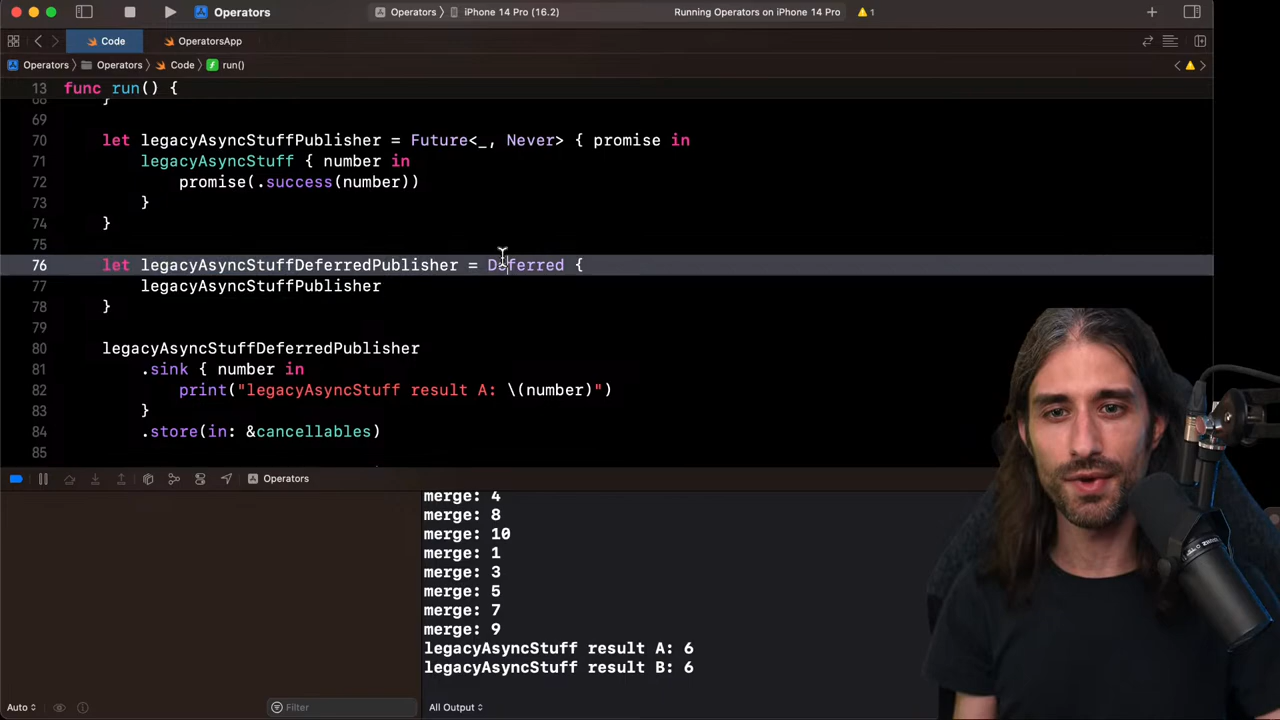 Operators
Operators
iPhone 14 Pro (16.2)
Running Operators on iPhone 14 Pro
1
Code
OperatorsApp
Operators
Operators
Code
run()
13 func run() {
68 }
69
70 let legacyAsyncStuffPublisher = Future<_, Never> { promise in
71 legacyAsyncStuff { number in
72 promise(.success(number))
73 }
74 }
75
76 let legacyAsyncStuffDeferredPublisher = Deferred {
77 legacyAsyncStuffPublisher
78 }
79
80 legacyAsyncStuffDeferredPublisher
81 .sink { number in
82 print("legacyAsyncStuff result A: \(number)")
83 }
84 .store(in: &cancellables)
85
Operators
merge: 4
merge: 8
merge: 10
merge: 1
merge: 3
merge: 5
merge: 7
merge: 9
legacyAsyncStuff result A: 6
legacyAsyncStuff result B: 6
Auto
Filter
All Output